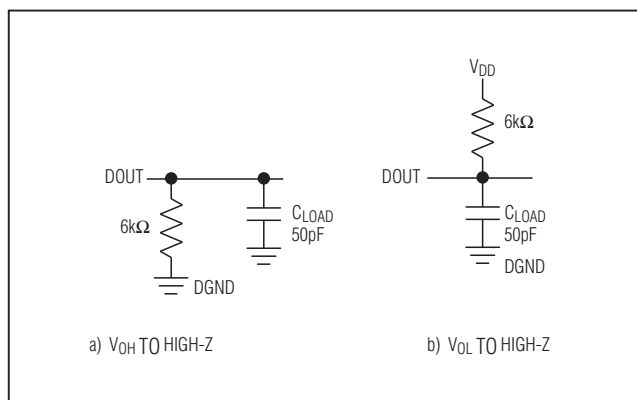 DOUT
6kΩ
DGND
CLOAD
50pF
a) VOH TO HIGH-Z
VDD
6kΩ
DOUT
CLOAD
50pF
DGND
b) VOL TO HIGH-Z